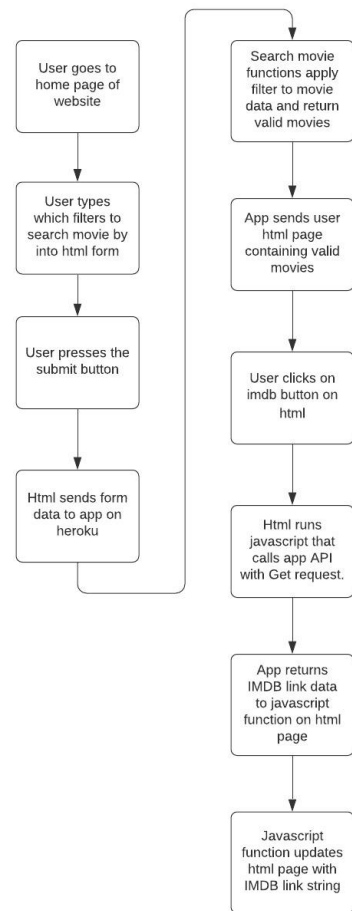 User goes to
home page of
website
User types
which filters to
search movie by
into html form
User presses the
submit button
Html sends form
data to app on
heroku
Search movie
functions apply
filter to movie
data and return
valid movies
App sends user
html page
containing valid
movies
User clicks on
imdb button on
html
Html runs
javascript that
calls app API
with Get request.
App returns
IMDB link data
to javascript
function on html
page
Javascript
function updates
html page with
IMDB link string